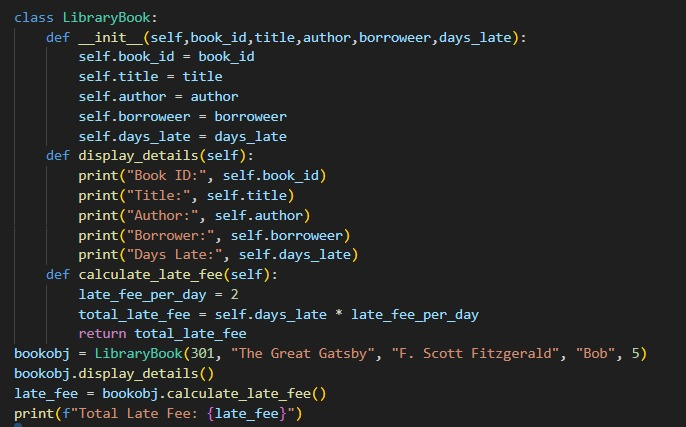 class LibraryBook:
    def __init__(self,book_id,title,author,borroweer,days_late):
        self.book_id = book_id
        self.title = title
        self.author = author
        self.borroweer = borroweer
        self.days_late = days_late
    def display_details(self):
        print("Book ID:", self.book_id)
        print("Title:", self.title)
        print("Author:", self.author)
        print("Borrower:", self.borroweer)
        print("Days Late:", self.days_late)
    def calculate_late_fee(self):
        late_fee_per_day = 2
        total_late_fee = self.days_late * late_fee_per_day
        return total_late_fee
bookobj = LibraryBook(301, "The Great Gatsby", "F. Scott Fitzgerald", "Bob", 5)
bookobj.display_details()
late_fee = bookobj.calculate_late_fee()
print(f"Total Late Fee: {late_fee}")